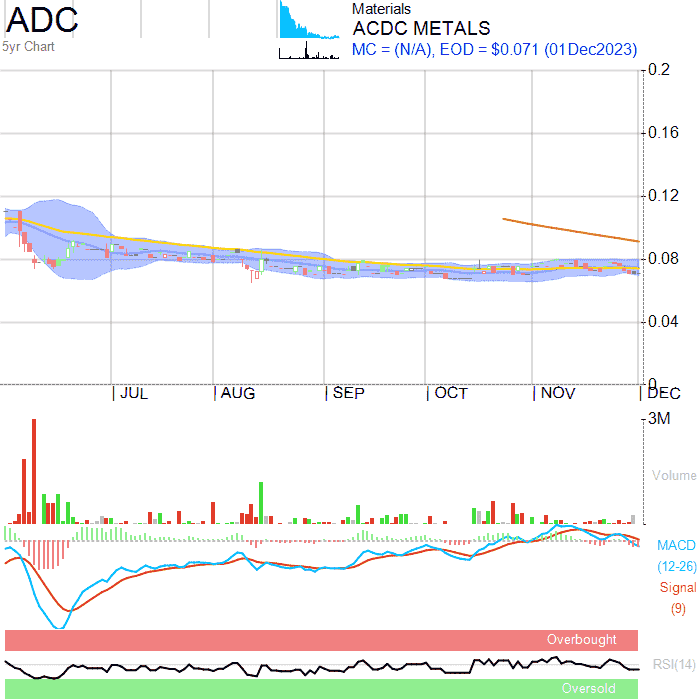 ADC
5yr Chart
Materials
ACDC METALS
MC = (N/A), EOD = $0.071 (01Dec2023)
0.2
0.16
0.12
0.08
0.04
0
JUL
AUG
SEP
OCT
NOV
DEC
3M
Volume
MACD
(12-26)
Signal
(9)
Overbought
RSI(14)
Oversold